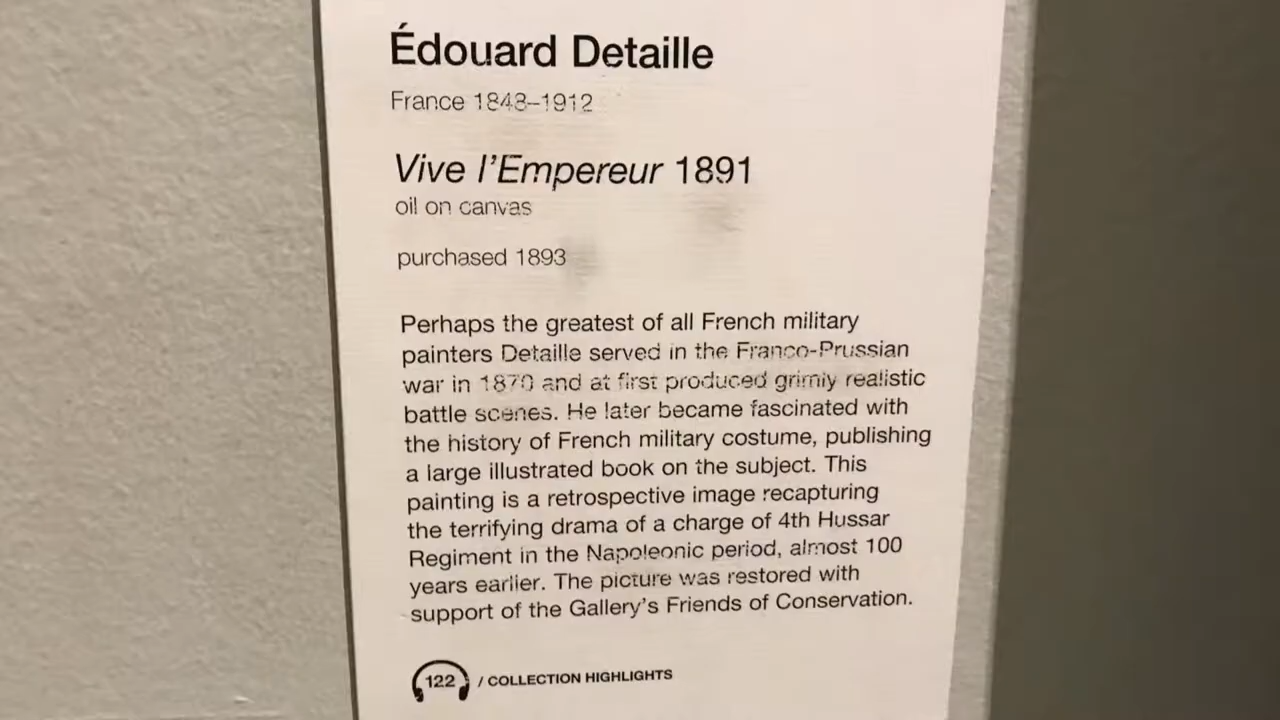 Édouard Detaille
France 1848–1912
Vive l'Empereur 1891
oil on canvas
purchased 1893
Perhaps the greatest of all French military
painters Detaille served in the Franco-Prussian
war in 1870 and at first produced grimly realistic
battle scenes. He later became fascinated with
the history of French military costume, publishing
a large illustrated book on the subject. This
painting is a retrospective image recapturing
the terrifying drama of a charge of 4th Hussar
Regiment in the Napoleonic period, almost 100
years earlier. The picture was restored with
support of the Gallery's Friends of Conservation.
122 / COLLECTION HIGHLIGHTS